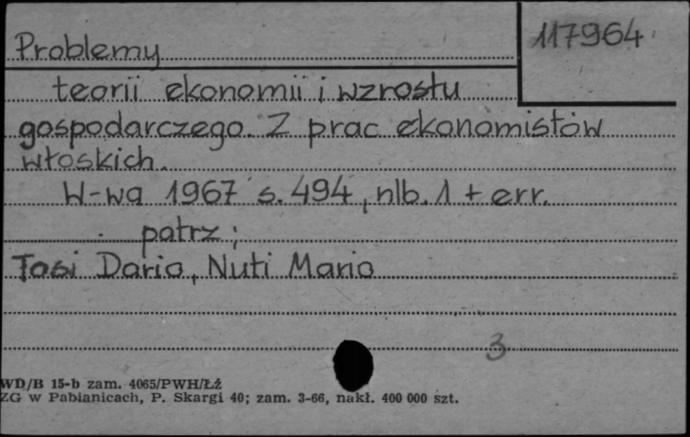 117964
Problemy
teorii ekonomii i wzrostu
gospodarczego. Z prac ekonomistów
włoskich.
W-wa 1967 s. 494, nlb. 1 + err.
patrz;
Tosi Dario, Nuti Mario
3
WD/B 15-b zam. 4065/PWH/Łż
ZG w Pabianicach, P. Skargi 40; zam. 3-66, nakł. 400 000 szt.